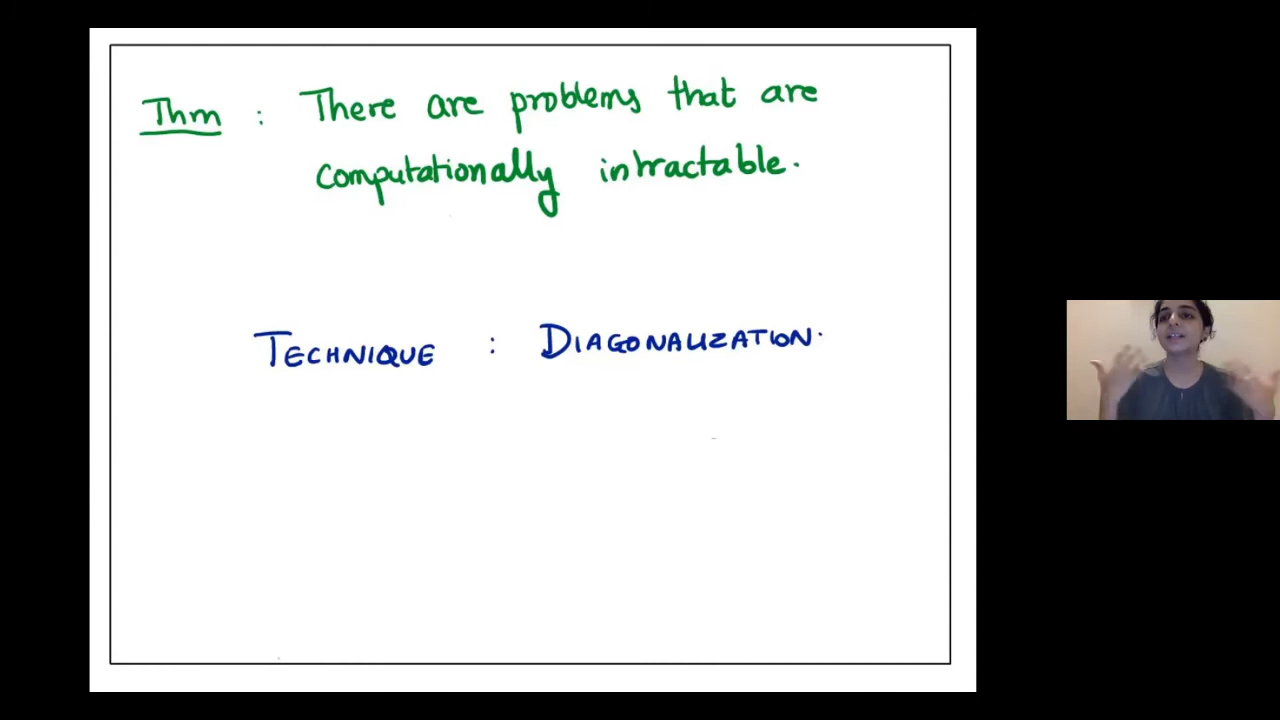 Thm : There are problems that are
computationally intractable.
TECHNIQUE : DIAGONALIZATION.